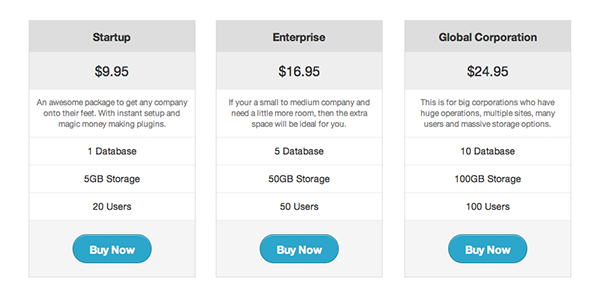 Startup
$9.95
An awesome package to get any company
onto their feet. With instant setup and
magic money making plugins.
1 Database
5GB Storage
20 Users
Buy Now
Enterprise
$16.95
If your a small to medium company and
need a little more room, then the extra
space will be ideal for you.
5 Database
50GB Storage
50 Users
Buy Now
Global Corporation
$24.95
This is for big corporations who have
huge operations, multiple sites, many
users and massive storage options.
10 Database
100GB Storage
100 Users
Buy Now